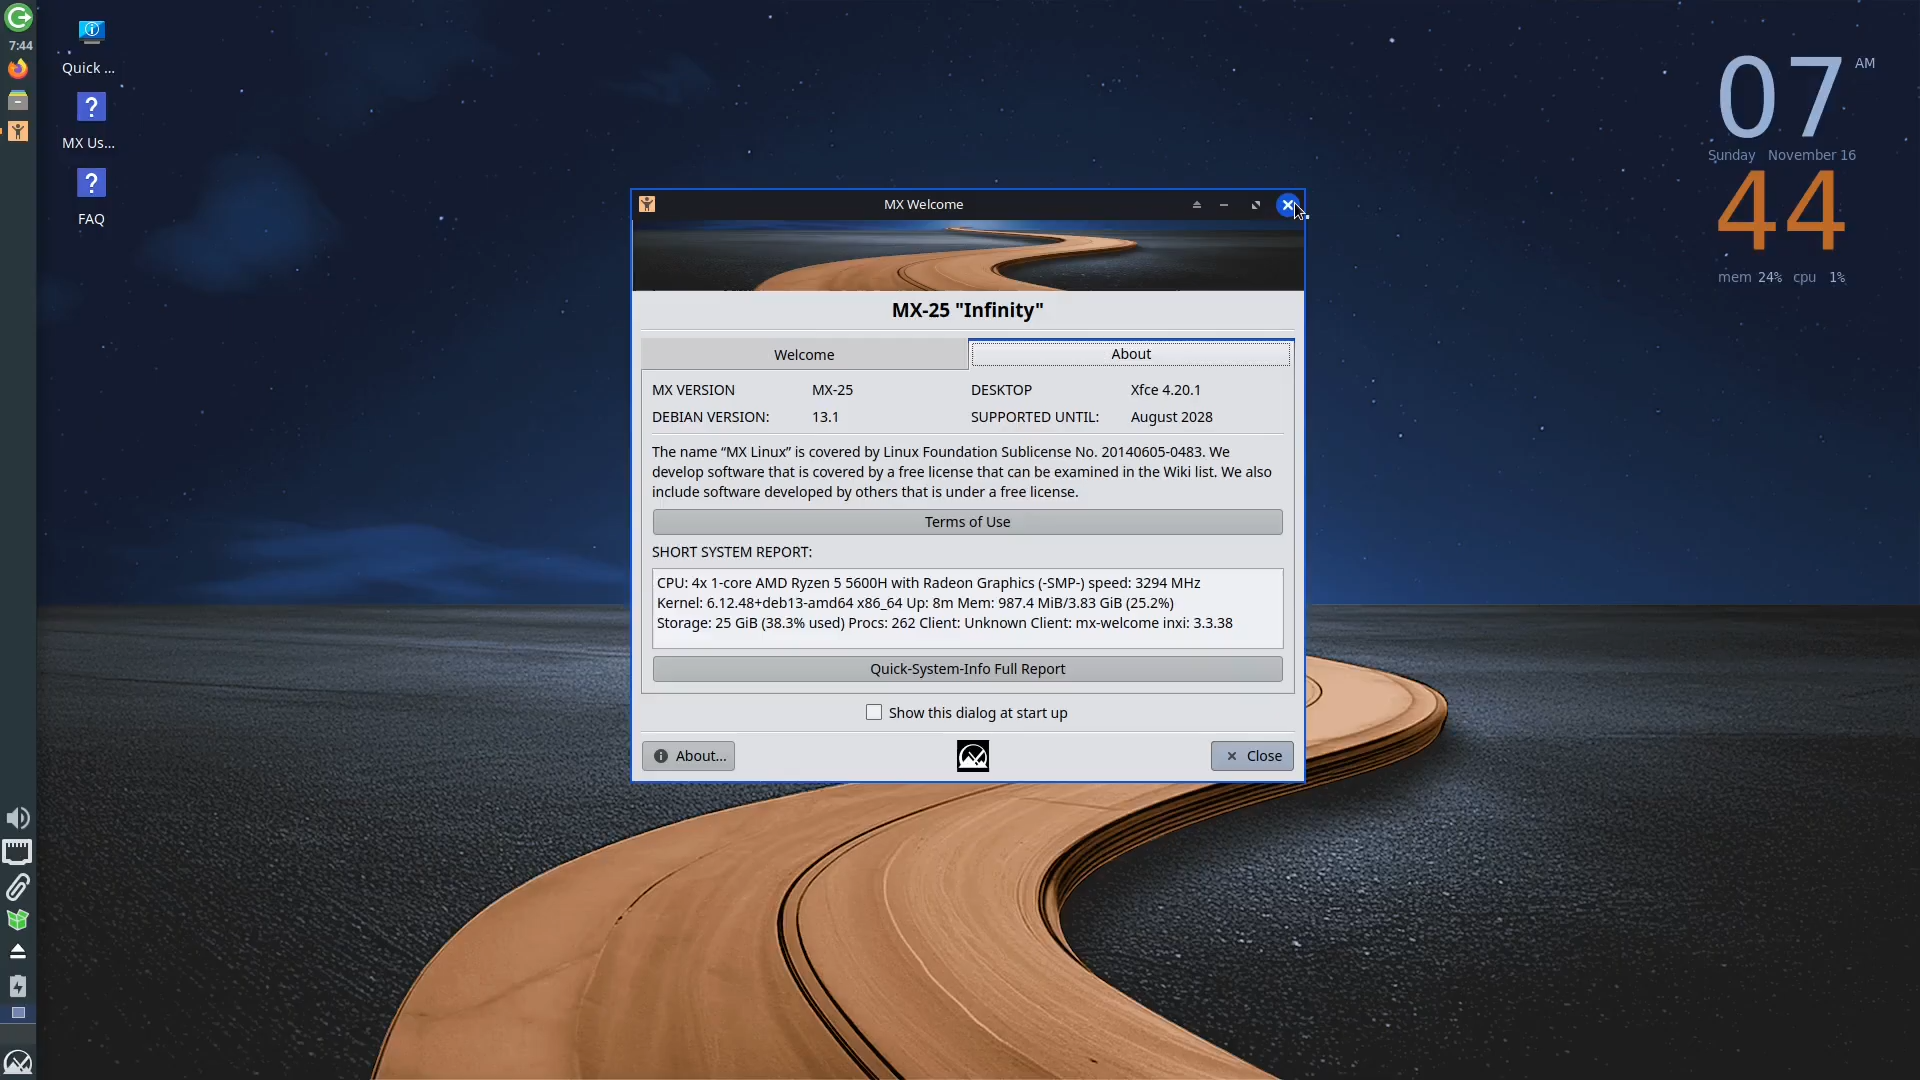 7:44
Quick ...
MX Us...
FAQ
07 AM
Sunday November 16
44
mem 24% cpu 1%
MX Welcome
MX-25 "Infinity"
Welcome
About
MX VERSION MX-25 DESKTOP Xfce 4.20.1
DEBIAN VERSION: 13.1 SUPPORTED UNTIL: August 2028
The name “MX Linux” is covered by Linux Foundation Sublicense No. 20140605-0483. We
develop software that is covered by a free license that can be examined in the Wiki list. We also
include software developed by others that is under a free license.
Terms of Use
SHORT SYSTEM REPORT:
CPU: 4x 1-core AMD Ryzen 5 5600H with Radeon Graphics (-SMP-) speed: 3294 MHz
Kernel: 6.12.48+deb13-amd64 x86_64 Up: 8m Mem: 987.4 MiB/3.83 GiB (25.2%)
Storage: 25 GiB (38.3% used) Procs: 262 Client: Unknown Client: mx-welcome inxi: 3.3.38
Quick-System-Info Full Report
Show this dialog at start up
About...
Close